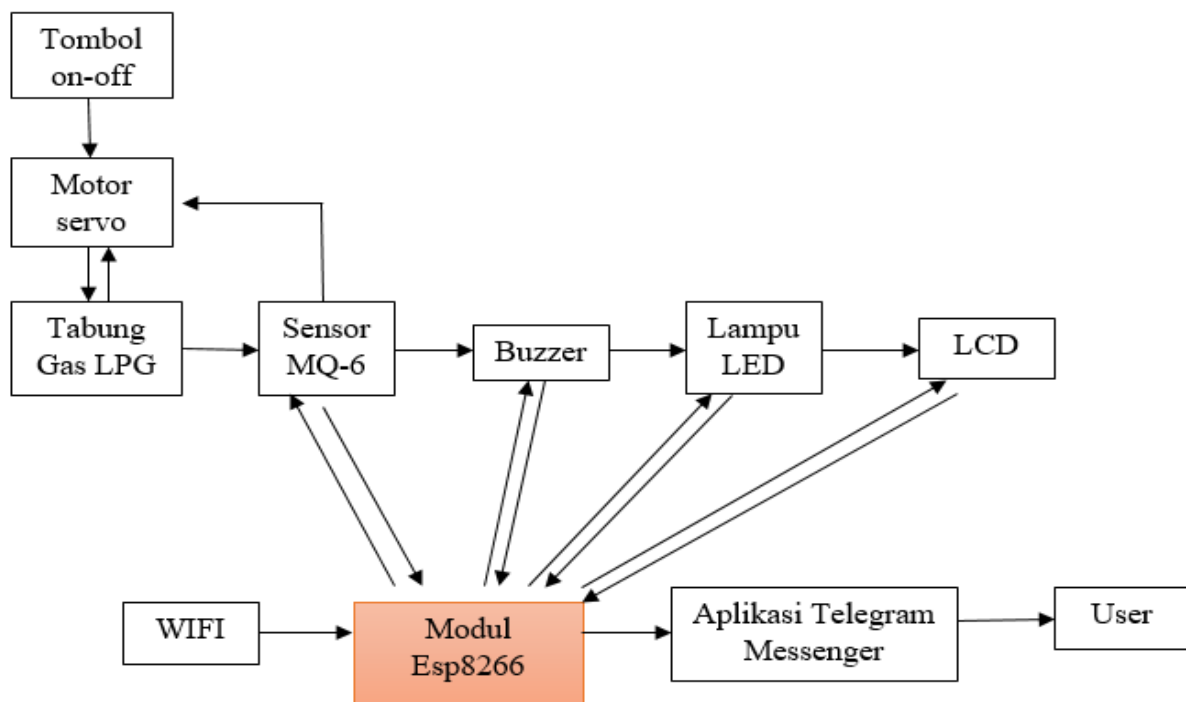 Tombol
on-off
Motor
servo
Tabung
Gas LPG
Sensor
MQ-6
Buzzer
Lampu
LED
LCD
WIFI
Modul
Esp8266
Aplikasi Telegram
Messenger
User